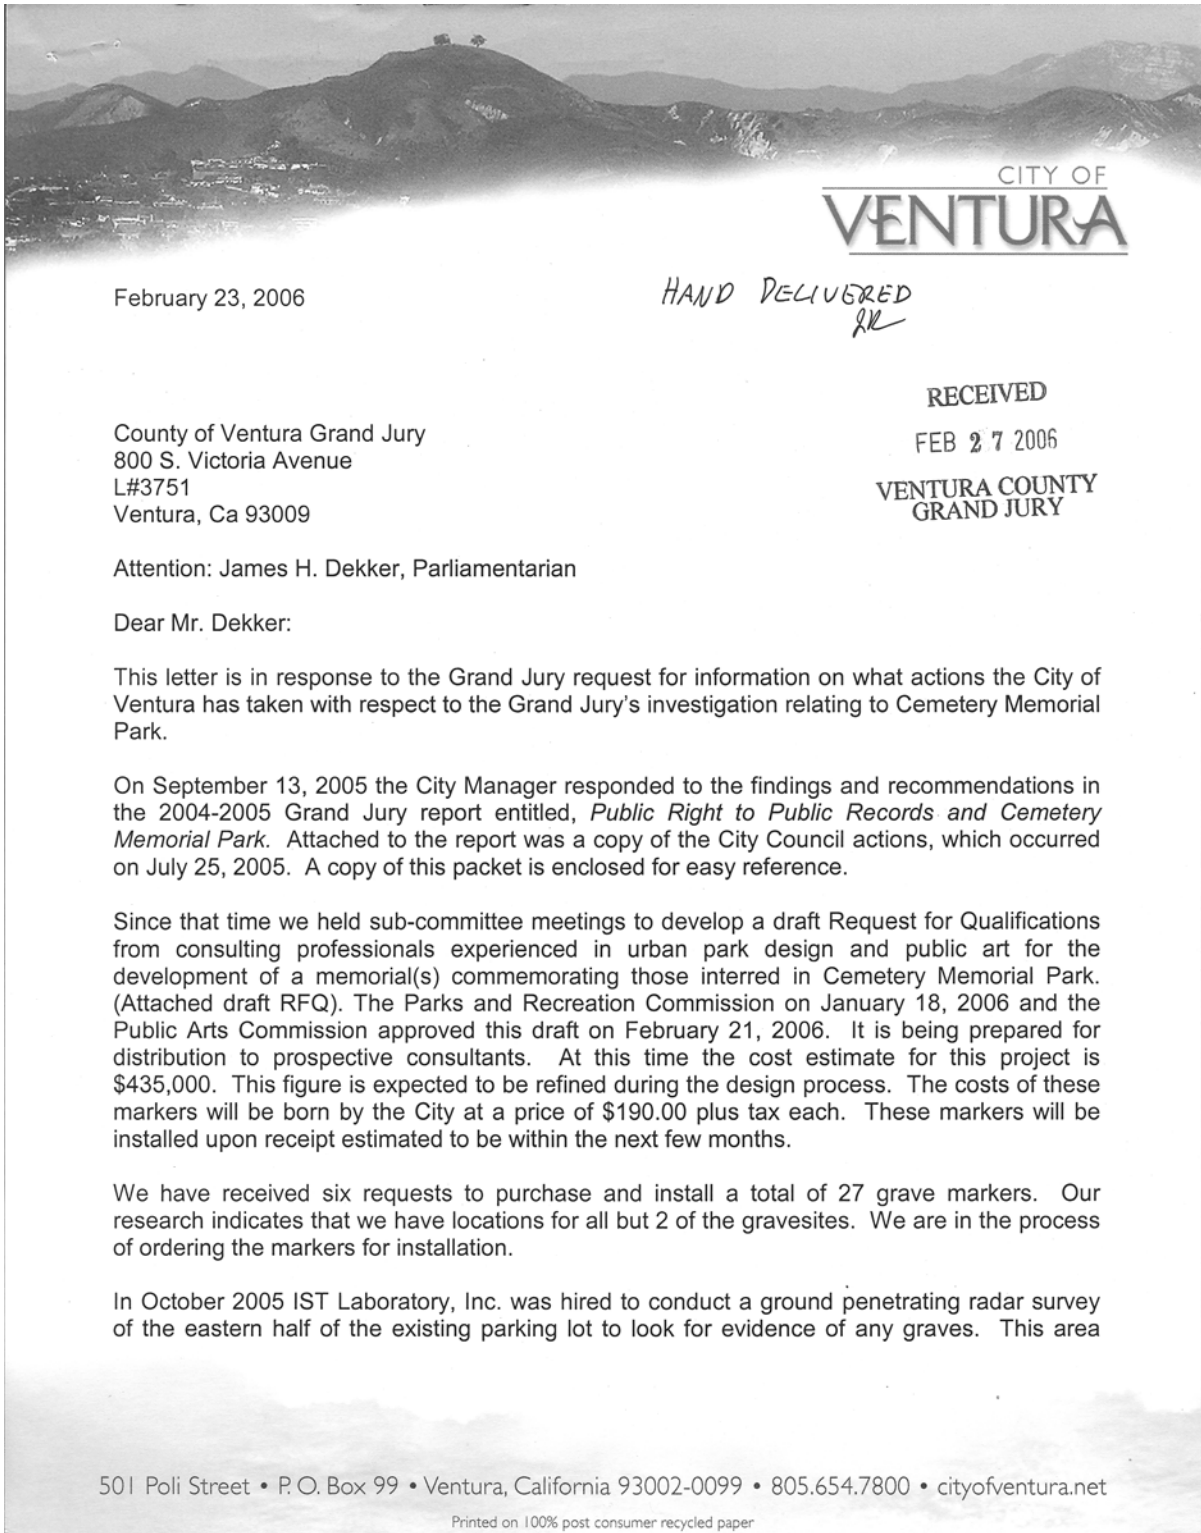 CITY OF
VENTURA
February 23, 2006
HAND DELIVERED
JR
RECEIVED
FEB 27 2006
VENTURA COUNTY
GRAND JURY
County of Ventura Grand Jury
800 S. Victoria Avenue
L#3751
Ventura, Ca 93009
Attention: James H. Dekker, Parliamentarian
Dear Mr. Dekker:
This letter is in response to the Grand Jury request for information on what actions the City of
Ventura has taken with respect to the Grand Jury's investigation relating to Cemetery Memorial
Park.
On September 13, 2005 the City Manager responded to the findings and recommendations in
the 2004-2005 Grand Jury report entitled, Public Right to Public Records and Cemetery
Memorial Park. Attached to the report was a copy of the City Council actions, which occurred
on July 25, 2005. A copy of this packet is enclosed for easy reference.
Since that time we held sub-committee meetings to develop a draft Request for Qualifications
from consulting professionals experienced in urban park design and public art for the
development of a memorial(s) commemorating those interred in Cemetery Memorial Park.
(Attached draft RFQ). The Parks and Recreation Commission on January 18, 2006 and the
Public Arts Commission approved this draft on February 21, 2006. It is being prepared for
distribution to prospective consultants. At this time the cost estimate for this project is
$435,000. This figure is expected to be refined during the design process. The costs of these
markers will be born by the City at a price of $190.00 plus tax each. These markers will be
installed upon receipt estimated to be within the next few months.
We have received six requests to purchase and install a total of 27 grave markers. Our
research indicates that we have locations for all but 2 of the gravesites. We are in the process
of ordering the markers for installation.
In October 2005 IST Laboratory, Inc. was hired to conduct a ground penetrating radar survey
of the eastern half of the existing parking lot to look for evidence of any graves. This area
501 Poli Street • P. O. Box 99 • Ventura, California 93002-0099 • 805.654.7800 • cityofventura.net
Printed on 100% post consumer recycled paper